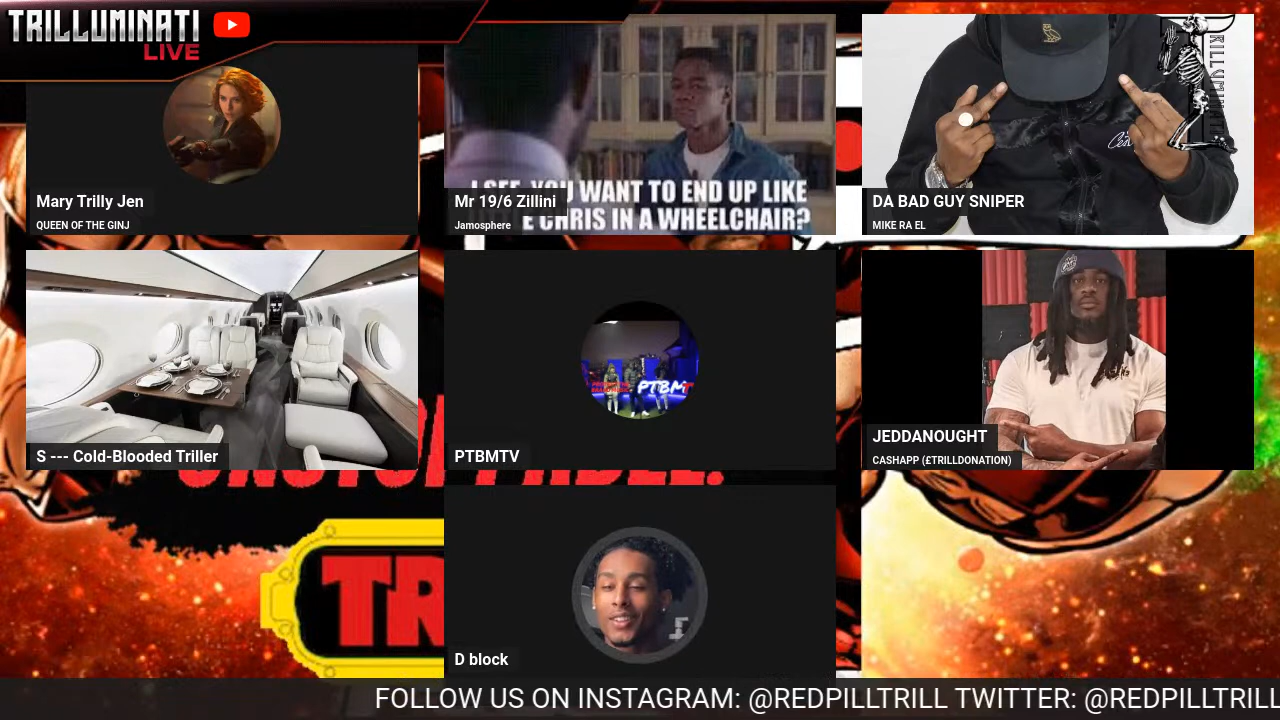 TRILLUMINATI
LIVE
Mary Trilly Jen
QUEEN OF THE GINJ
I SEE, YOU WANT TO END UP LIKE
E CHRIS IN A WHEELCHAIR?
Mr 19/6 Zillini
Jamosphere
DA BAD GUY SNIPER
MIKE RA EL
S --- Cold-Blooded Triller
PTBM
PTBMTV
JEDDANOUGHT
CASHAPP (£TRILLDONATION)
TR
D block
FOLLOW US ON INSTAGRAM: @REDPILLTRILL TWITTER: @REDPILLTRILL